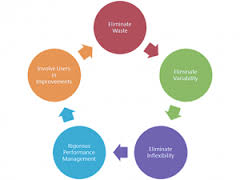 Eliminate
Waste
Eliminate
Variability
Eliminate
Inflexibility
Rigorous
Performance
Management
Involve Users
in
Improvements